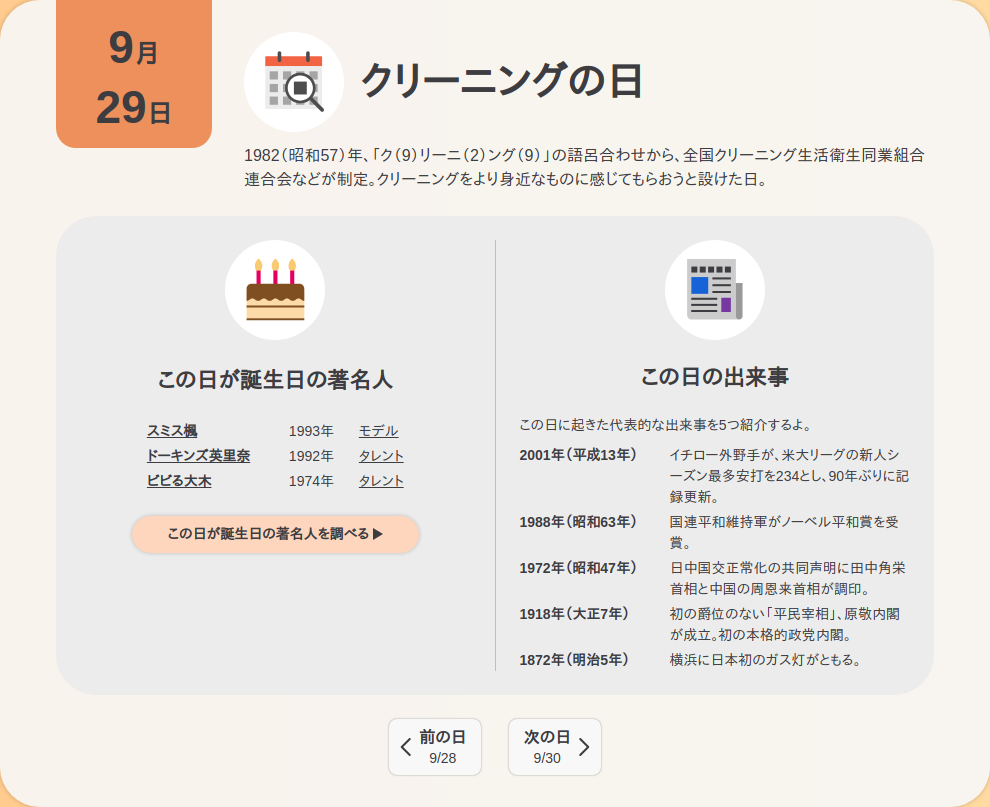 9月
29日
クリーニングの日
1982(昭和57)年、「ク(9)リーニ(2)ング(9)」の語呂合わせから、全国クリーニング生活衛生同業組合
連合会などが制定。クリーニングをより身近なものに感じてもらおうと設けた日。
この日が誕生日の著名人
スミス楓 1993年 モデル
ドーキンズ英里奈 1992年 タレント
ビビる大木 1974年 タレント
この日が誕生日の著名人を調べる▶
この日の出来事
この日に起きた代表的な出来事を5つ紹介するよ。
2001年(平成13年) イチロー外野手が、米大リーグの新人シ
ーズン最多安打を234とし、90年ぶりに記
録更新。
1988年(昭和63年) 国連平和維持軍がノーベル平和賞を受
賞。
1972年(昭和47年) 日中国交正常化の共同声明に田中角栄
首相と中国の周恩来首相が調印。
1918年(大正7年) 初の爵位のない「平民宰相」、原敬内閣
が成立。初の本格的政党内閣。
1872年(明治5年) 横浜に日本初のガス灯がともる。
前の日
9/28
次の日
9/30